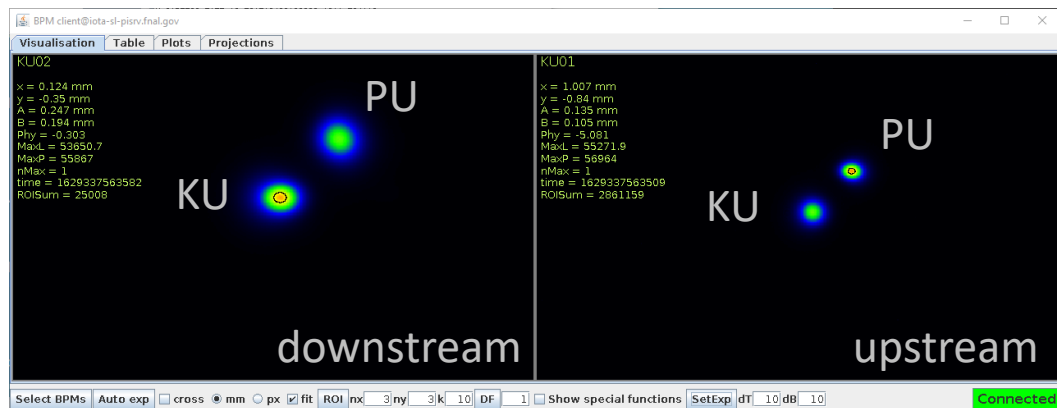 BPM client@iota-sl-pisrv.fnal.gov
Visualisation Table Plots Projections
KU02
x = 0.124 mm
y = -0.35 mm
A = 0.247 mm
B = 0.194 mm
Phy = -0.303
MaxL = 53650.7
MaxP = 55867
nMax = 1
time = 1629337563582
ROISum = 25008
PU
KU
downstream
KU01
x = 1.007 mm
y = -0.84 mm
A = 0.135 mm
B = 0.105 mm
Phy = -5.081
MaxL = 55271.9
MaxP = 56964
nMax = 1
time = 1629337563509
ROISum = 2861159
PU
KU
upstream
Select BPMs Auto exp cross mm px fit ROI nx 3 ny 3 k 10 DF 1 Show special functions SetExp dT 10 dB 10 Connected